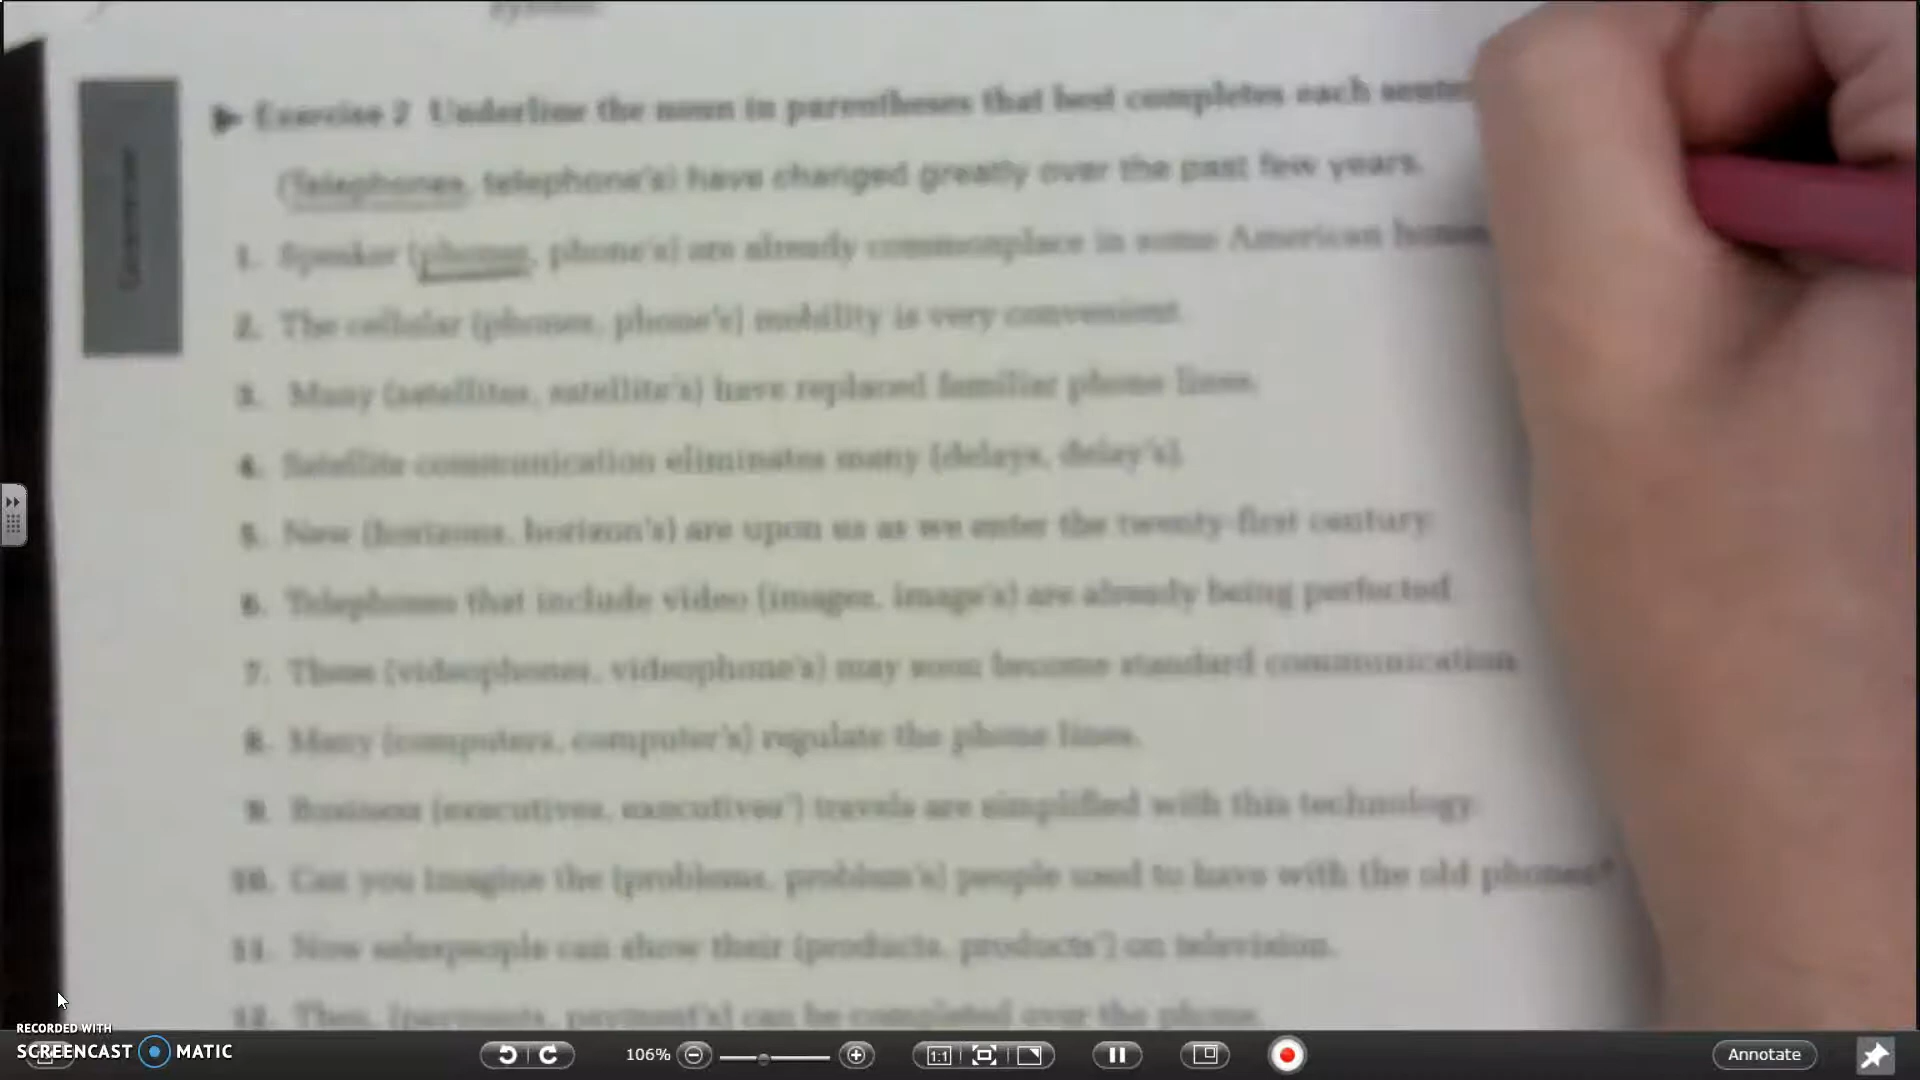 system.
▶ Exercise 2 Underline the noun in parentheses that best completes each
(Telephones, telephone's) have changed greatly over the past few years.
1. Speaker (phones, phone's) are already commonplace in some American
2. The cellular (phones, phone's) mobility is very convenient.
3. Many (satellites, satellite's) have replaced familiar phone lines.
4. Satellite communication eliminates many (delays, delay's).
5. New (horizons, horizon's) are upon us as we enter the twenty-first century.
6. Telephones that include video (images, image's) are already being perfected.
7. These (videophones, videophone's) may soon become standard communication.
8. Many (computers, computer's) regulate the phone lines.
9. Business (executives, executives') travels are simplified with this technology.
10. Can you imagine the (problems, problem's) people used to have with the old phones?
11. Now salespeople can show their (products, products') on television.
12. Then, (payments, payment's) can be completed over the phone.
Grammar
RECORDED WITH
SCREENCAST MATIC
106%
1:1
Annotate